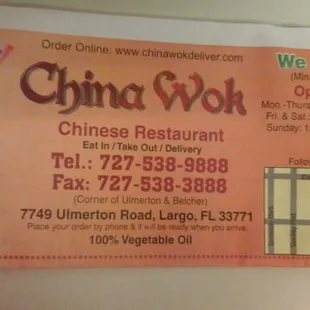 Order Online: www.chinawokdeliver.com
China Wok
Chinese Restaurant
Eat In / Take Out / Delivery
Tel.: 727-538-9888
Fax: 727-538-3888
(Corner of Ulmerton & Belcher)
7749 Ulmerton Road, Largo, FL 33771
Place your order by phone & it will be ready when you arrive.
100% Vegetable Oil
We
(Min
Op
Mon.-Thurs
Fri. & Sat.:
Sunday: 1
Follow